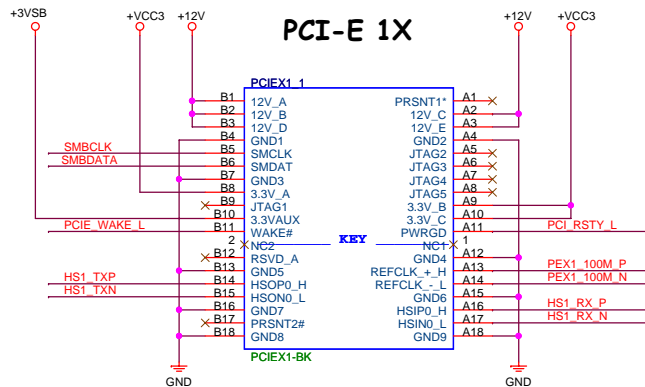 PCI-E 1X
+3VSB +VCC3 +12V +12V +VCC3
PCIEX1_1
B1 12V_A PRSNT1* A1
B2 12V_B 12V_C A2
B3 12V_D 12V_E A3
B4 GND1 GND2 A4
SMBCLK B5 SMCLK JTAG2 A5
SMBDATA B6 SMDAT JTAG3 A6
B7 GND3 JTAG4 A7
B8 3.3V_A JTAG5 A8
B9 JTAG1 3.3V_B A9
B10 3.3VAUX 3.3V_C A10
PCIE_WAKE_L B11 WAKE# PWRGD A11 PCI_RSTY_L
2 NC2 KEY NC1 1
B12 RSVD_A GND4 A12
B13 GND5 REFCLK_+_H A13 PEX1_100M_P
HS1_TXP B14 HSOP0_H REFCLK_-_L A14 PEX1_100M_N
HS1_TXN B15 HSON0_L GND6 A15
B16 GND7 HSIP0_H A16 HS1_RX_P
B17 PRSNT2# HSIN0_L A17 HS1_RX_N
B18 GND8 GND9 A18
PCIEX1-BK
GND GND